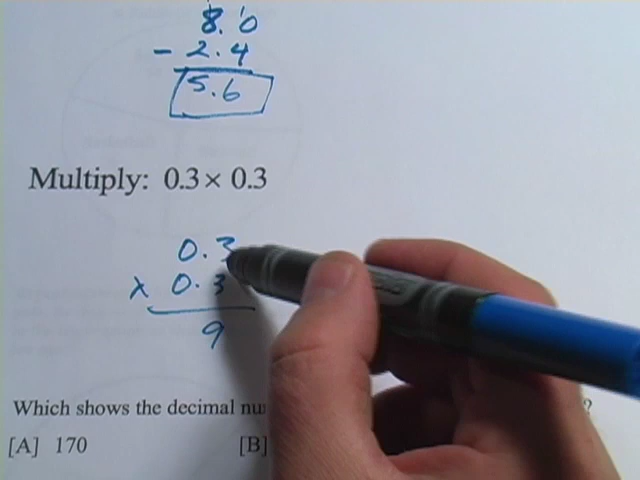 8.0
- 2.4
5.6
Multiply: 0.3 × 0.3
0.3
x 0.3
9
Which shows the decimal ?
[A] 170 [B]